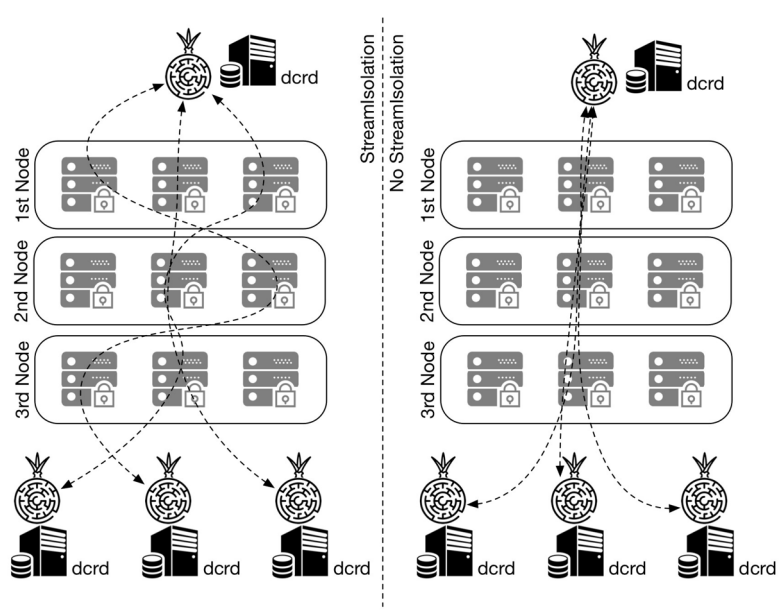 dcrd
StreamIsolation
1st Node
2nd Node
3rd Node
dcrd
dcrd
dcrd
No StreamIsolation
dcrd
1st Node
2nd Node
3rd Node
dcrd
dcrd
dcrd